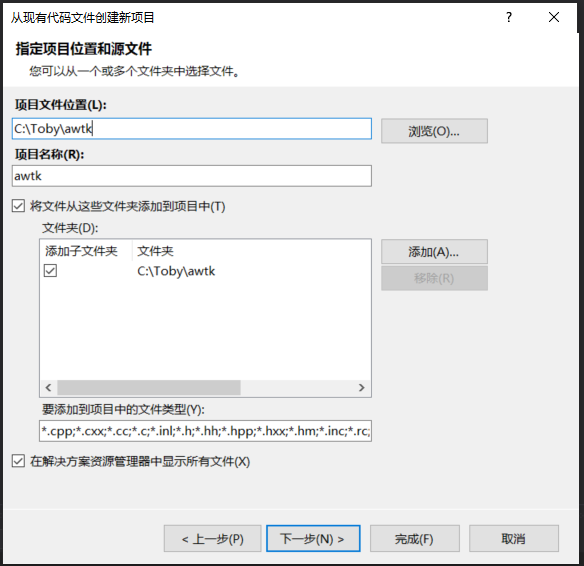 从现有代码文件创建新项目
?
指定项目位置和源文件
您可以从一个或多个文件夹中选择文件。
项目文件位置(L):
C:\Toby\awtk
浏览(O)...
项目名称(R):
awtk
将文件从这些文件夹添加到项目中(T)
文件夹(D):
添加子文件夹 文件夹
添加(A)...
C:\Toby\awtk
移除(R)
要添加到项目中的文件类型(Y):
*.cpp;*.cxx;*.cc;*.c;*.inl;*.h;*.hh;*.hpp;*.hxx;*.hm;*.inc;*.rc;
在解决方案资源管理器中显示所有文件(X)
< 上一步(P) 下一步(N) > 完成(F) 取消